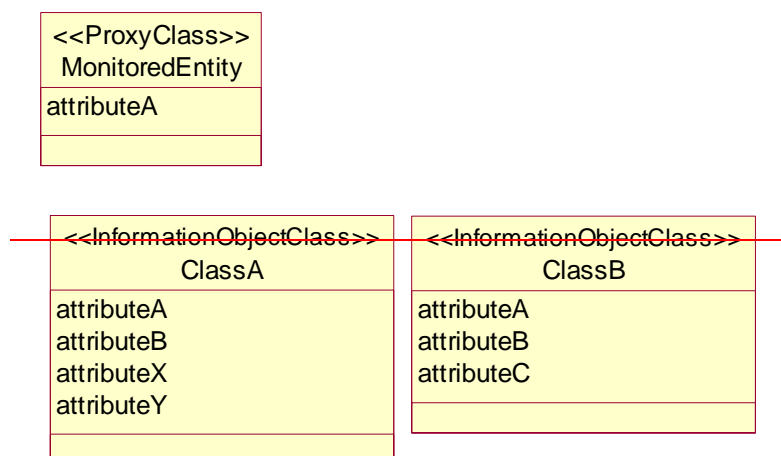 <<ProxyClass>>
MonitoredEntity
attributeA
<<InformationObjectClass>>
ClassA
attributeA
attributeB
attributeX
attributeY
<<InformationObjectClass>>
ClassB
attributeA
attributeB
attributeC